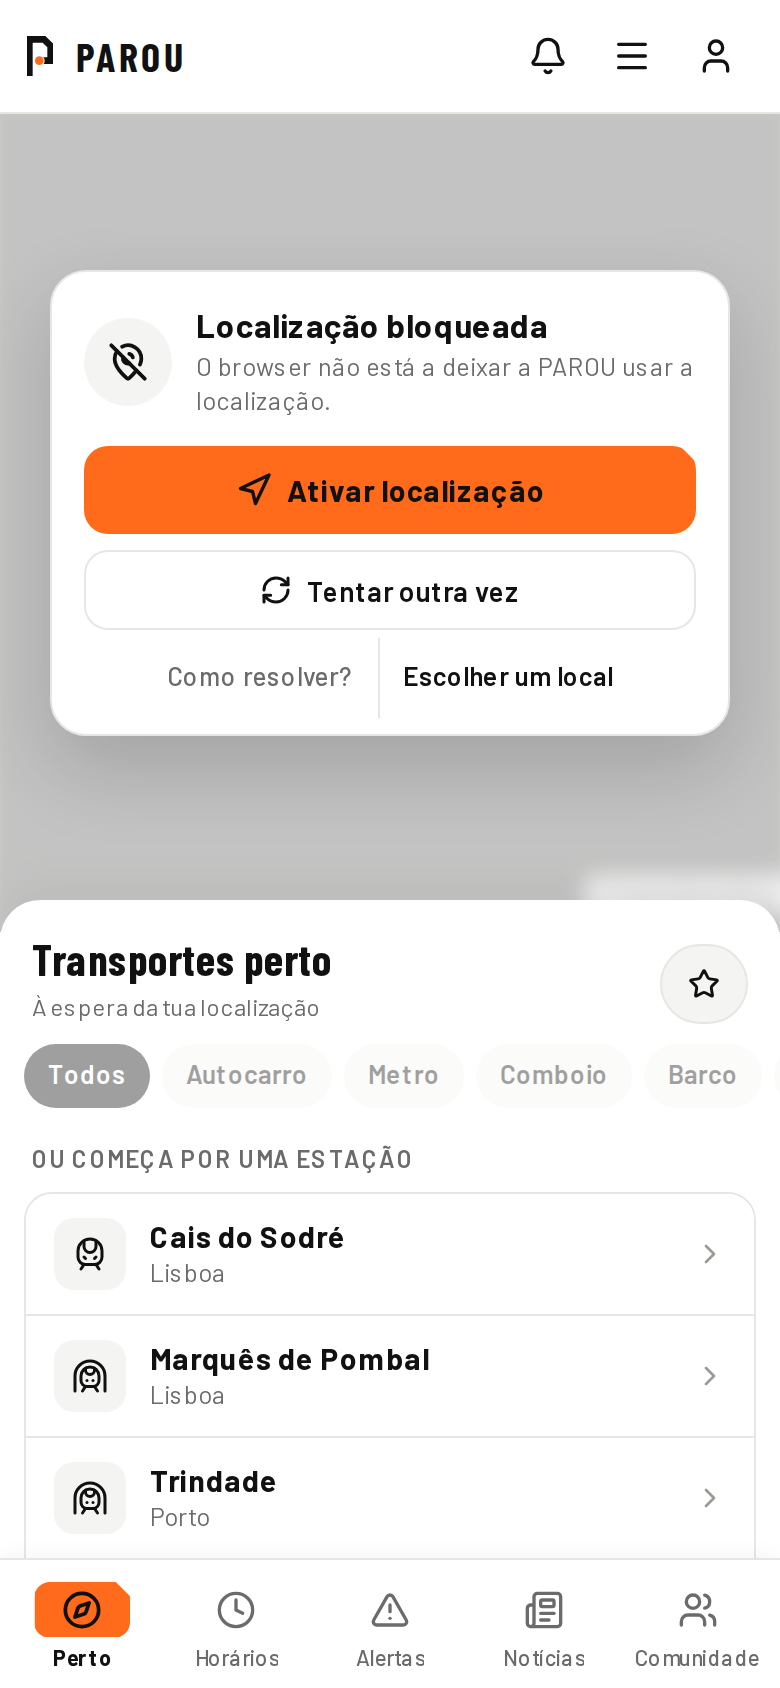 PAROU
Localização bloqueada
O browser não está a deixar a PAROU usar a
localização.
Ativar localização
Tentar outra vez
Como resolver?
Escolher um local
Transportes perto
À espera da tua localização
Todos
Autocarro
Metro
Comboio
Barco
OU COMEÇA POR UMA ESTAÇÃO
Cais do Sodré
Lisboa
Marquês de Pombal
Lisboa
Trindade
Porto
Perto
Horários
Alertas
Notícias
Comunidade